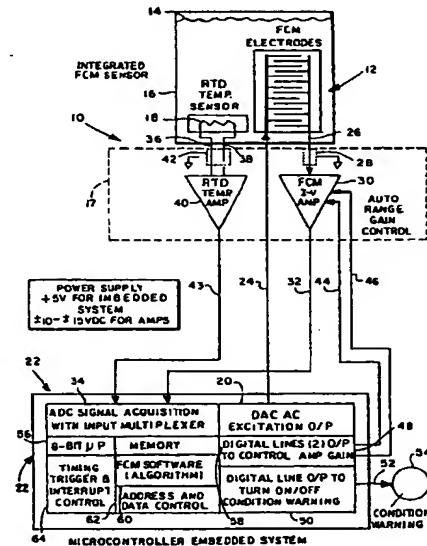 14
FCM
ELECTRODES
INTEGRATED
FCM SENSOR
12
16
RTD
TEMP.
SENSOR
18
10
36
26
42
38
28
17
RTD
TEMP
AMP
40
FCM
I-V AMP
30
AUTO
RANGE
GAIN
CONTROL
43
24
32
44
46
POWER SUPPLY
+5V FOR IMBEDDED
SYSTEM
±10-±15VDC FOR AMPS
22
34
20
ADC SIGNAL ACQUISITION
WITH INPUT MULTIPLEXER
DAC AC
EXCITATION O/P
48
56
8-BIT µP
MEMORY
DIGITAL LINES (2) O/P
TO CONTROL AMP GAIN
52
54
22
TIMING
TRIGGER &
INTERRUPT
CONTROL
FCM SOFTWARE
(ALGORITHM)
DIGITAL LINE O/P TO
TURN ON/OFF
CONDITION WARNING
CONDITION
WARNING
ADDRESS AND
DATA CONTROL
64
62
60
58
50
MICROCONTROLLER EMBEDDED SYSTEM